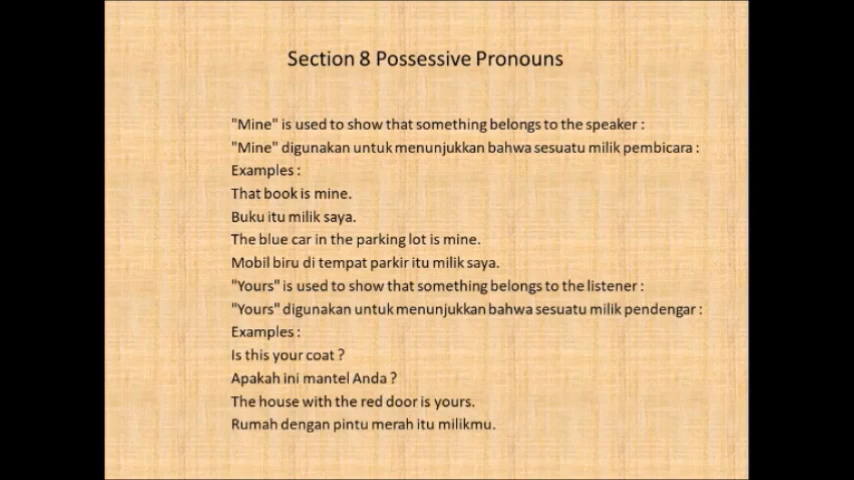 Section 8 Possessive Pronouns
"Mine" is used to show that something belongs to the speaker :
"Mine" digunakan untuk menunjukkan bahwa sesuatu milik pembicara :
Examples :
That book is mine.
Buku itu milik saya.
The blue car in the parking lot is mine.
Mobil biru di tempat parkir itu milik saya.
"Yours" is used to show that something belongs to the listener :
"Yours" digunakan untuk menunjukkan bahwa sesuatu milik pendengar :
Examples :
Is this your coat ?
Apakah ini mantel Anda ?
The house with the red door is yours.
Rumah dengan pintu merah itu milikmu.